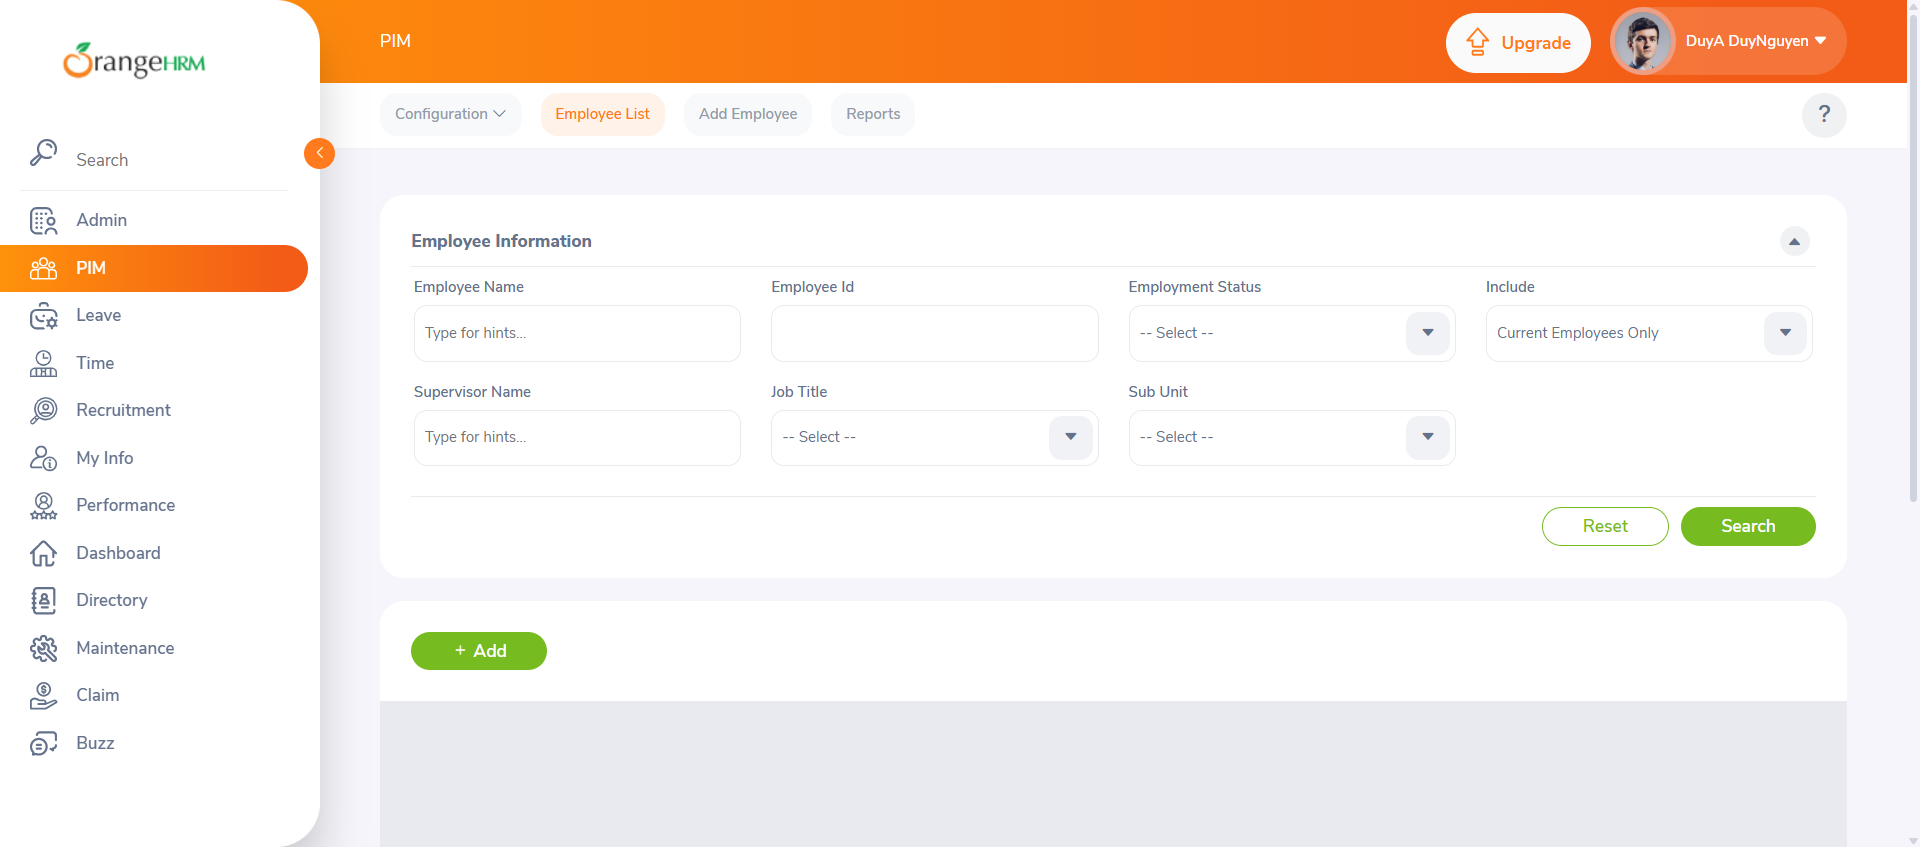 OrangeHRM
PIM
Upgrade
DuyA DuyNguyen
Configuration
Employee List
Add Employee
Reports
?
Search
Admin
PIM
Leave
Time
Recruitment
My Info
Performance
Dashboard
Directory
Maintenance
Claim
Buzz
Employee Information
Employee Name
Employee Id
Employment Status
Include
Type for hints...
-- Select --
Current Employees Only
Supervisor Name
Job Title
Sub Unit
Type for hints...
-- Select --
-- Select --
Reset
Search
+ Add